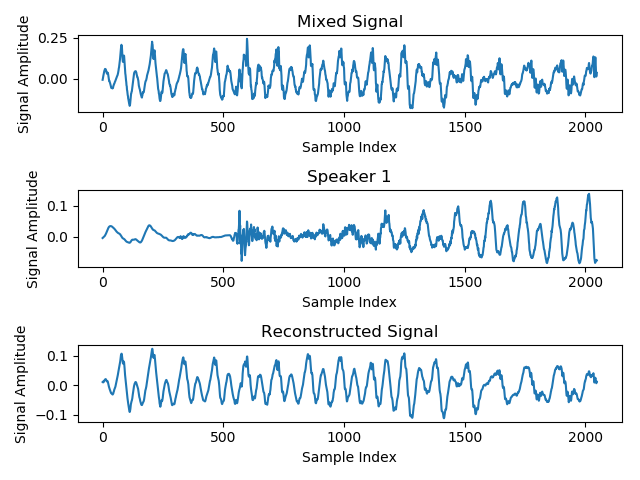 Mixed Signal
Signal Amplitude
0.25
0.00
0
500
1000
1500
2000
Sample Index
Speaker 1
Signal Amplitude
0.1
0.0
0
500
1000
1500
2000
Sample Index
Reconstructed Signal
Signal Amplitude
0.1
0.0
−0.1
0
500
1000
1500
2000
Sample Index